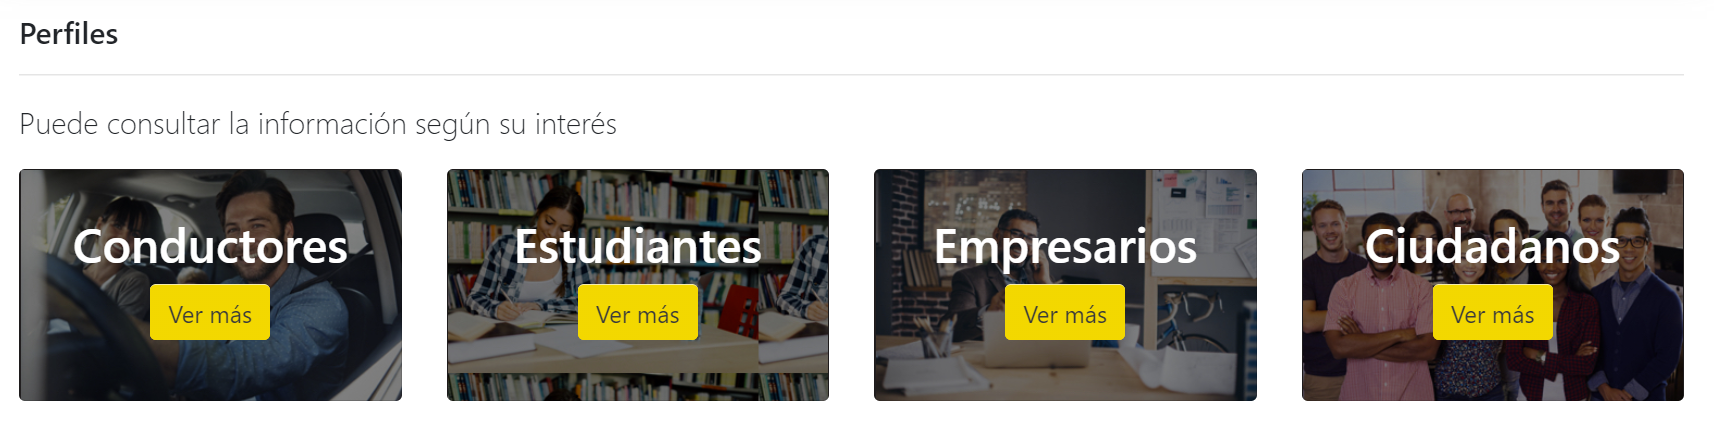 Perfiles
Puede consultar la información según su interés
Conductores
Ver más
Estudiantes
Ver más
Empresarios
Ver más
Ciudadanos
Ver más